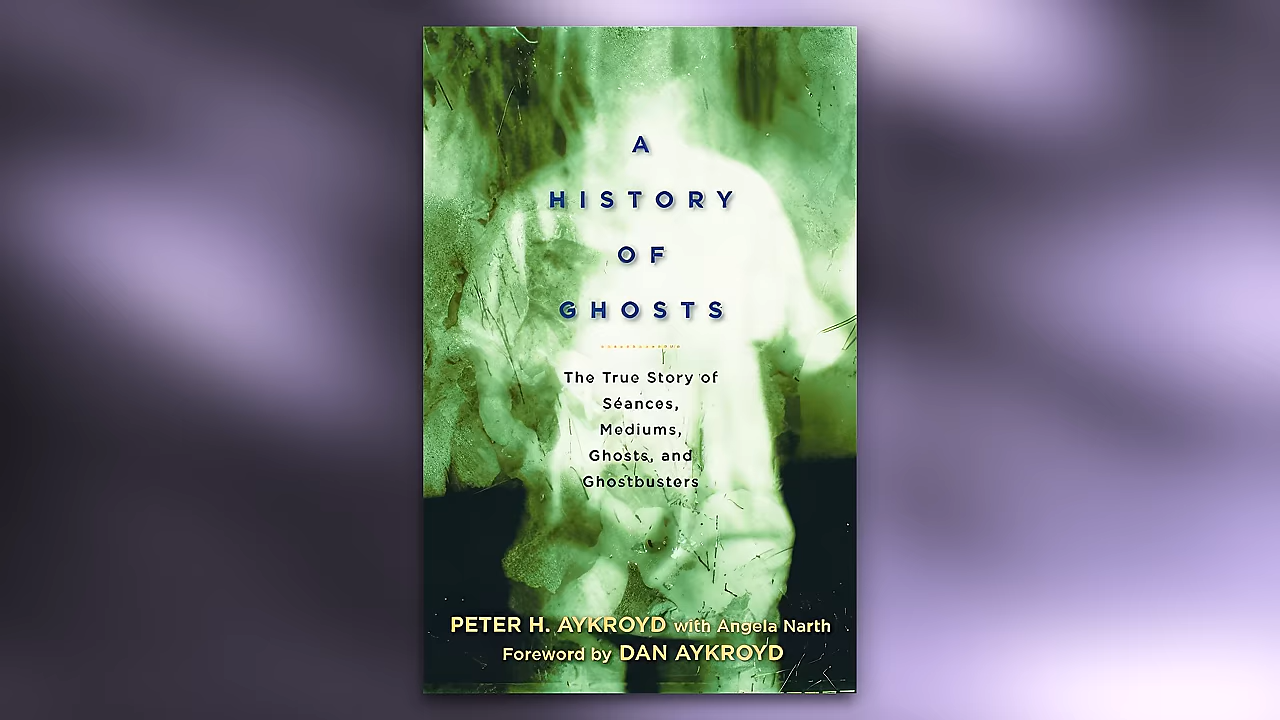 A
HISTORY
OF
GHOSTS
The True Story of
Séances,
Mediums,
Ghosts, and
Ghostbusters
PETER H. AYKROYD with Angela Narth
Foreword by DAN AYKROYD